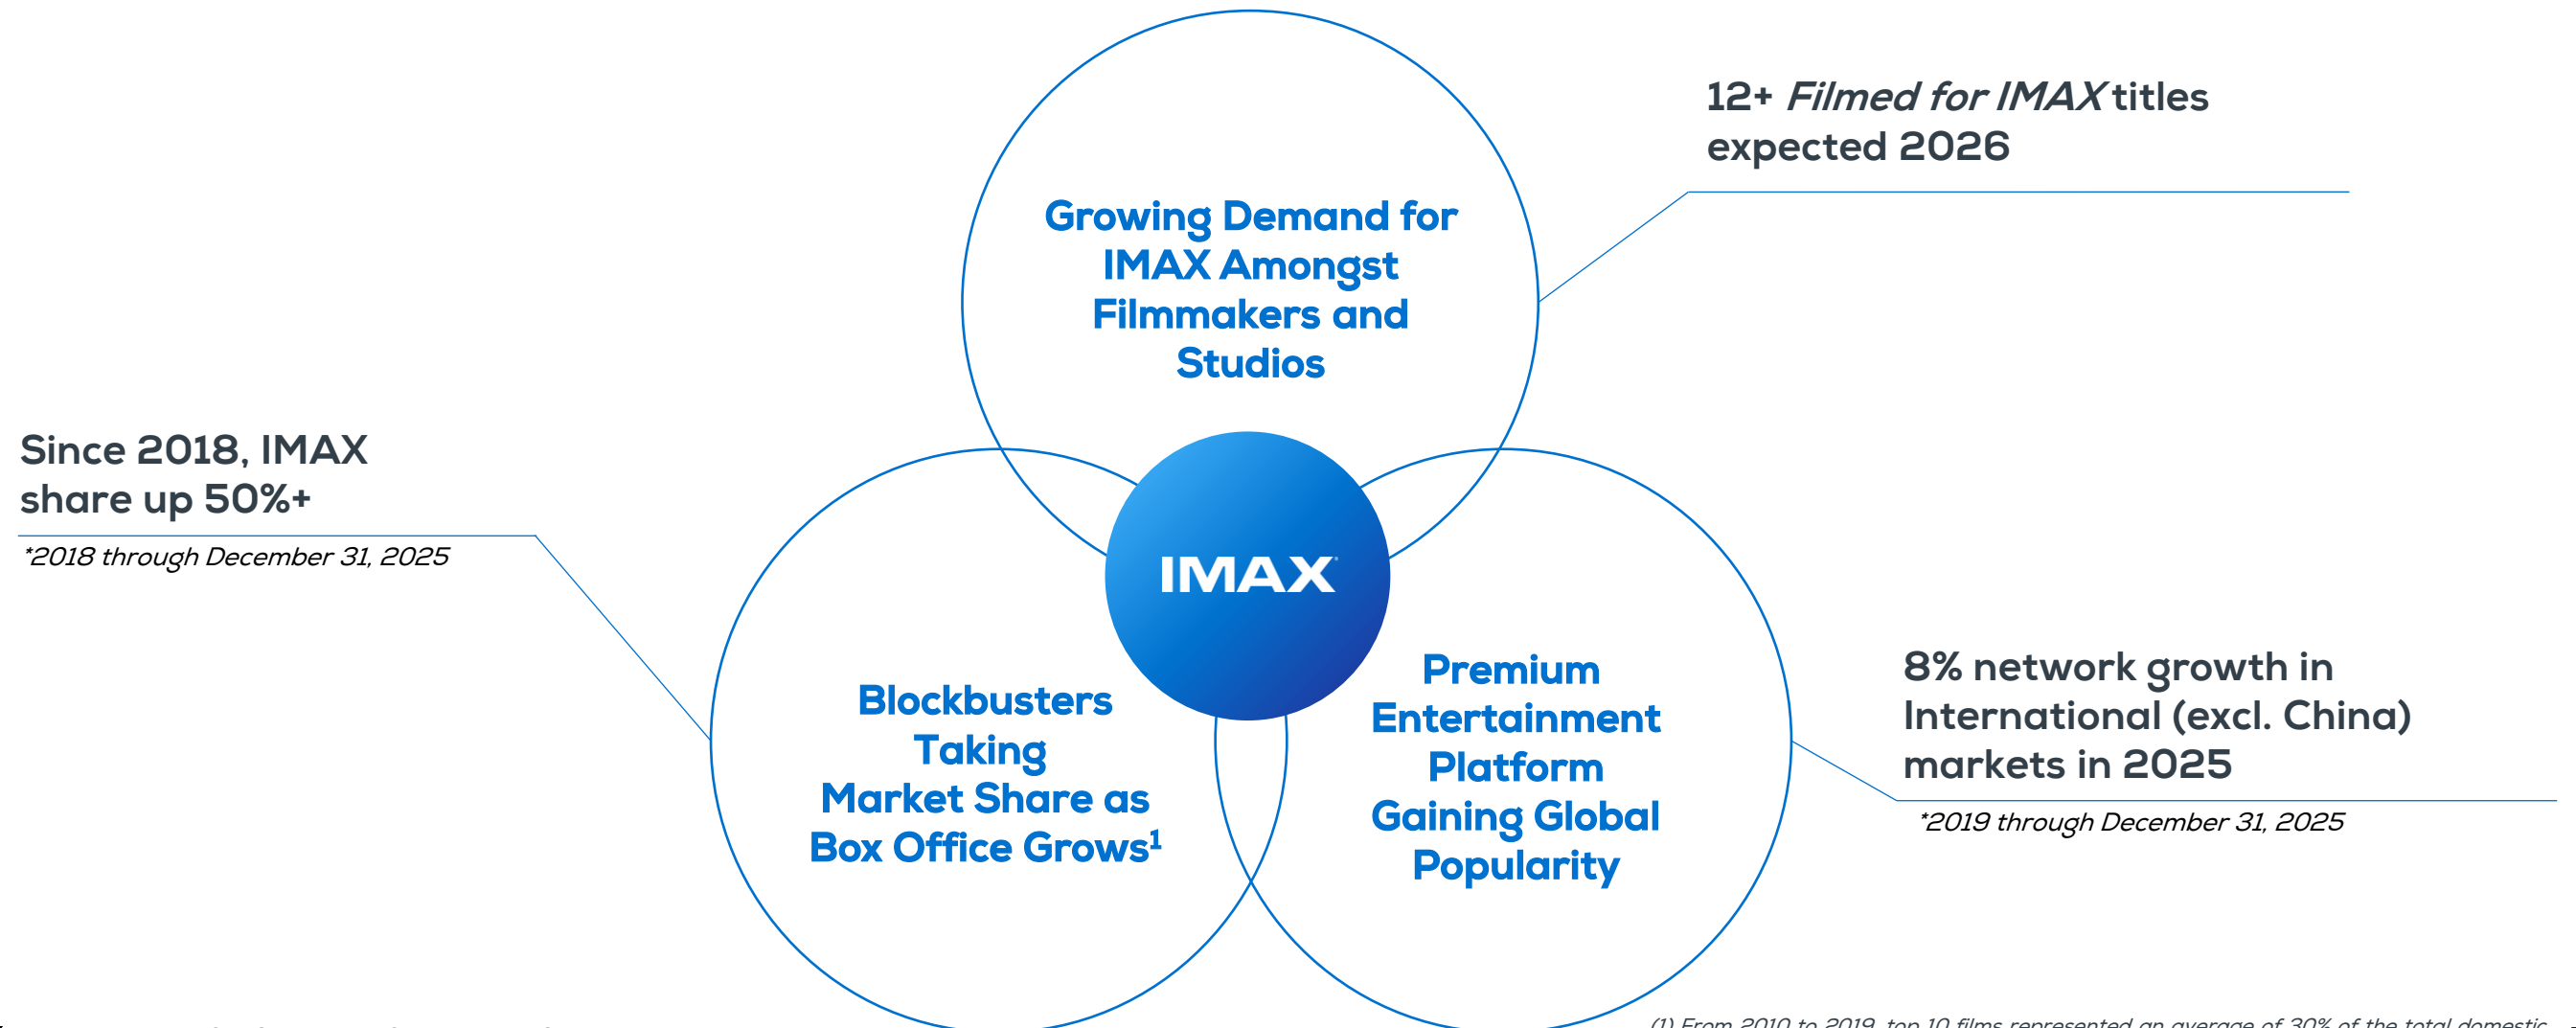 12+ Filmed for IMAX titles
expected 2026
Growing Demand for
IMAX Amongst
Filmmakers and
Studios
Since 2018, IMAX
share up 50%+
*2018 through December 31, 2025
IMAX
Blockbusters
Taking
Market Share as
Box Office Grows¹
Premium
Entertainment
Platform
Gaining Global
Popularity
8% network growth in
International (excl. China)
markets in 2025
*2019 through December 31, 2025
(1) From 2010 to 2019, top 10 films represented an average of 30% of the total domestic